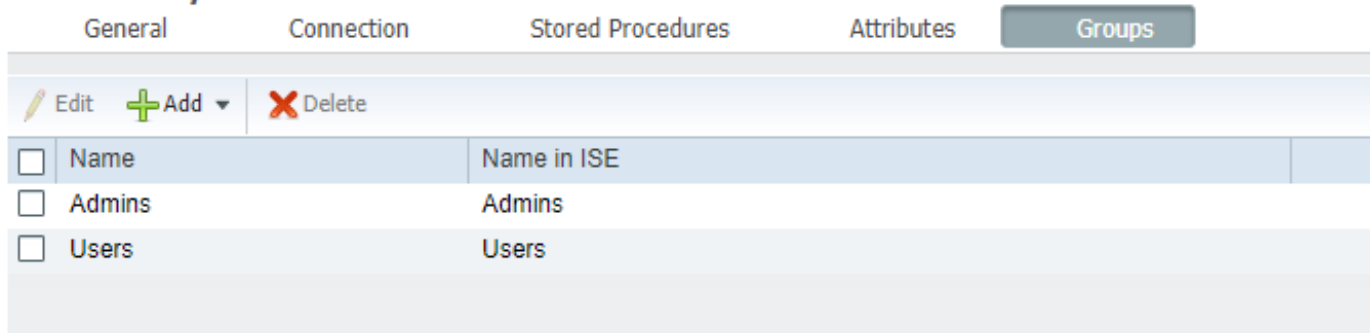 General Connection Stored Procedures Attributes Groups
Edit Add Delete
Name Name in ISE
Admins Admins
Users Users